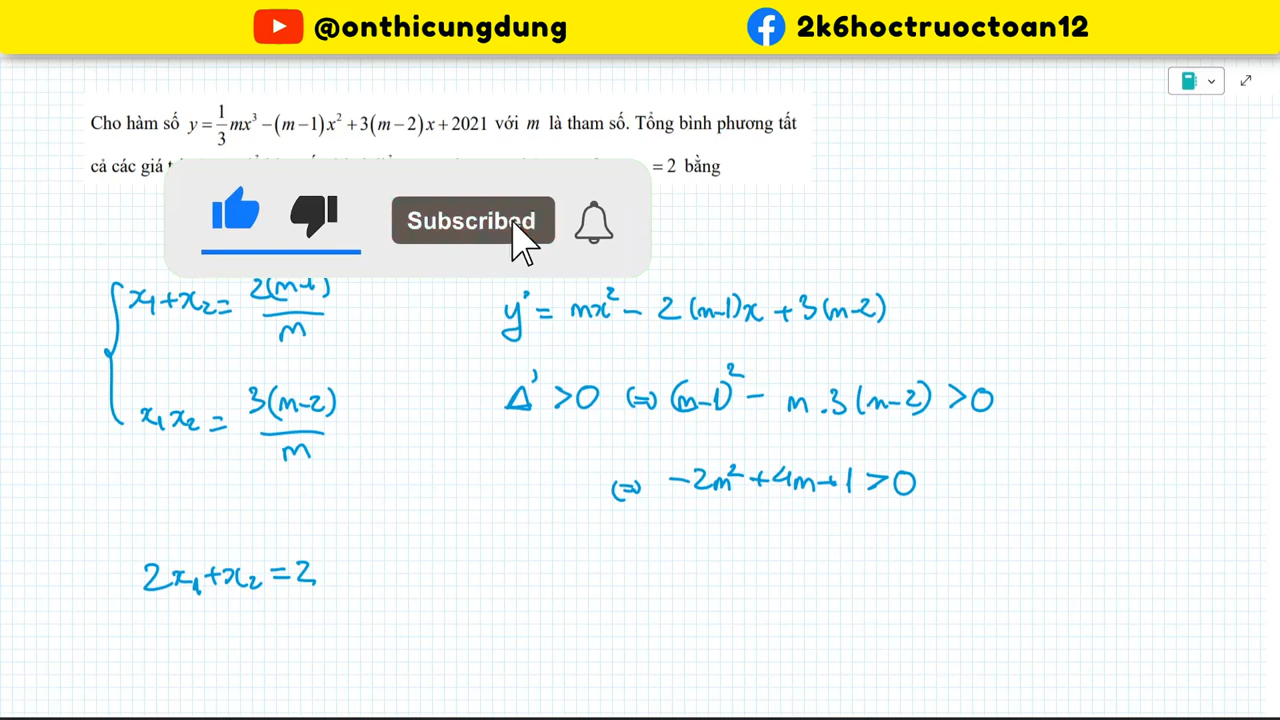 @onthicungdung 2k6hoctruoctoan12
Cho hàm số y = 1/3 mx³ − (m − 1)x² + 3(m − 2)x + 2021 với m là tham số. Tổng bình phương tất
cả các giá = 2 bằng
Subscribed
x₁ + x₂ = 2(m-1)/m
x₁x₂ = 3(m-2)/m
2x₁ + x₂ = 2
y' = mx² − 2(m-1)x + 3(m-2)
Δ' > 0 ⇔ (m-1)² − m.3(m-2) > 0
⇔ −2m² + 4m + 1 > 0